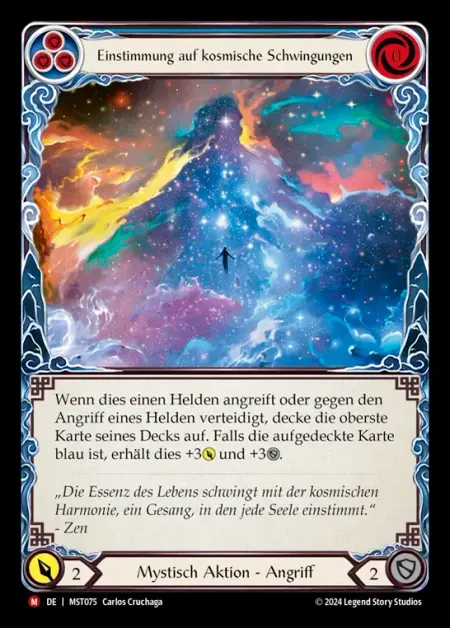 Einstimmung auf kosmische Schwingungen
0
Wenn dies einen Helden angreift oder gegen den
Angriff eines Helden verteidigt, decke die oberste
Karte seines Decks auf. Falls die aufgedeckte Karte
blau ist, erhält dies +3 und +3.
„Die Essenz des Lebens schwingt mit der kosmischen
Harmonie, ein Gesang, in den jede Seele einstimmt.“
- Zen
2 Mystisch Aktion - Angriff 2
M DE | MST075 Carlos Cruchaga © 2024 Legend Story Studios